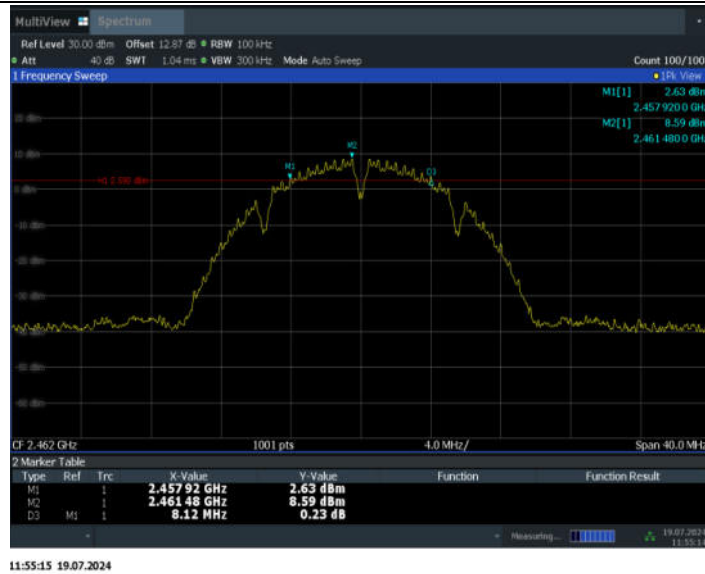 MultiView Spectrum
Ref Level 30.00 dBm Offset 12.87 dB RBW 100 kHz
Att 40 dB SWT 1.04 ms VBW 300 kHz Mode Auto Sweep Count 100/100
1 Frequency Sweep 1Pk View
M1[1] 2.63 dBm
2.457 920 0 GHz
M2[1] 8.59 dBm
2.461 480 0 GHz
M2
M1
D3
CF 2.462 GHz 1001 pts 4.0 MHz/ Span 40.0 MHz
2 Marker Table
Type Ref Trc X-Value Y-Value Function Function Result
M1 1 2.457 92 GHz 2.63 dBm
M2 1 2.461 48 GHz 8.59 dBm
D3 M1 1 8.12 MHz 0.23 dB
Measuring... 19.07.2024
11:55:14
11:55:15 19.07.2024